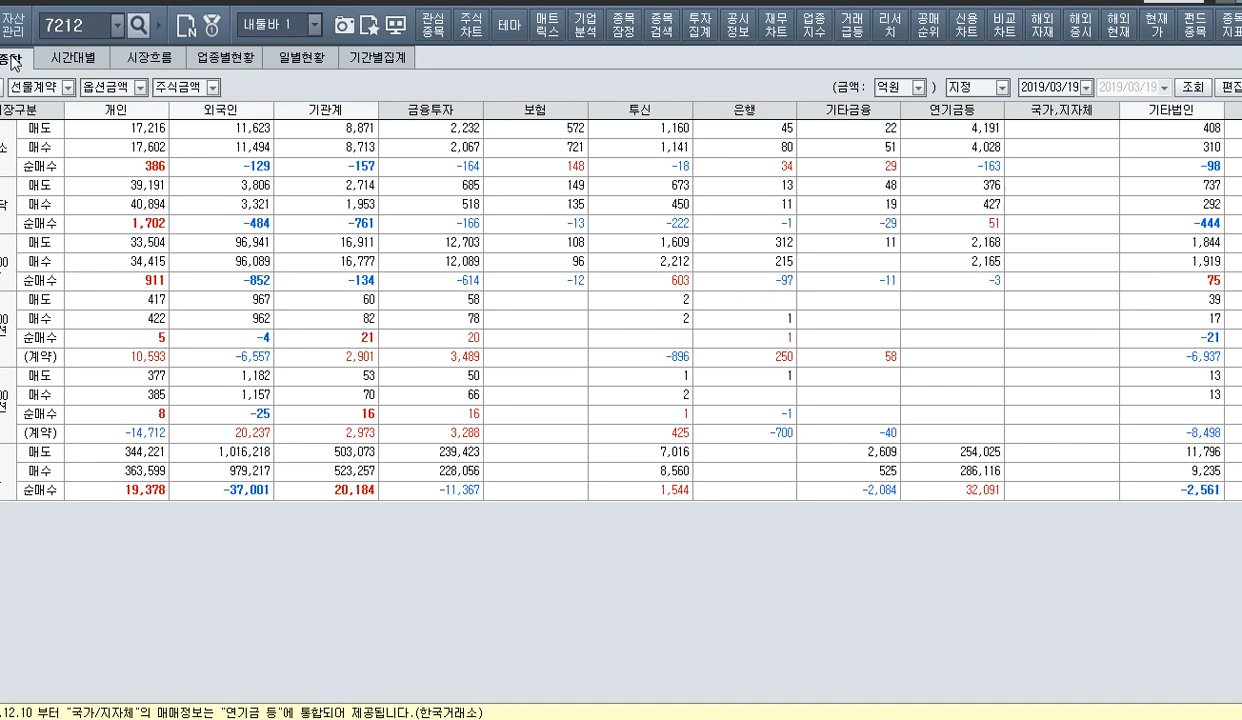 자산 관리 7212 내툴바 1 관심 종목 주식 차트 테마 매트 릭스 기업 분석 종목 잠정 종목 검색 투자 집계 공시 정보 재무 차트 업종 지수 거래 급등 리서 치 공매 순위 신용 차트 비교 차트 해외 자재 해외 증시 해외 현재 현재 가 펀드 종목 종목 지표
시간대별 시장흐름 업종별현황 일별현황 기간별집계
선물계약 옵션금액 주식금액 (금액: 억원 ) 지정 2019/03/19 2019/03/19 조회 편집
장구분 개인 외국인 기관계 금융투자 보험 투신 은행 기타금융 연기금등 국가,지자체 기타법인
매도 17,216 11,623 8,871 2,232 572 1,160 45 22 4,191 408
소 매수 17,602 11,494 8,713 2,067 721 1,141 80 51 4,028 310
순매수 386 -129 -157 -164 148 -18 34 29 -163 -98
매도 39,191 3,806 2,714 685 149 673 13 48 376 737
닥 매수 40,894 3,321 1,953 518 135 450 11 19 427 292
순매수 1,702 -484 -761 -166 -13 -222 -1 -29 51 -444
매도 33,504 96,941 16,911 12,703 108 1,609 312 11 2,168 1,844
00 매수 34,415 96,089 16,777 12,089 96 2,212 215 2,165 1,919
순매수 911 -852 -134 -614 -12 603 -97 -11 -3 75
매도 417 967 60 58 2 39
00 매수 422 962 82 78 2 1 17
션 순매수 5 -4 21 20 1 -21
(계약) 10,593 -6,557 2,901 3,489 -896 250 58 -6,937
매도 377 1,182 53 50 1 1 13
00 매수 385 1,157 70 66 2 13
션 순매수 8 -25 16 16 1 -1
(계약) -14,712 20,237 2,973 3,288 425 -700 -40 -8,498
매도 344,221 1,016,218 503,073 239,423 7,016 2,609 254,025 11,796
매수 363,599 979,217 523,257 228,056 8,560 525 286,116 9,235
순매수 19,378 -37,001 20,184 -11,367 1,544 -2,084 32,091 -2,561
.12.10 부터 "국가/지자체"의 매매정보는 "연기금 등"에 통합되어 제공됩니다.(한국거래소)